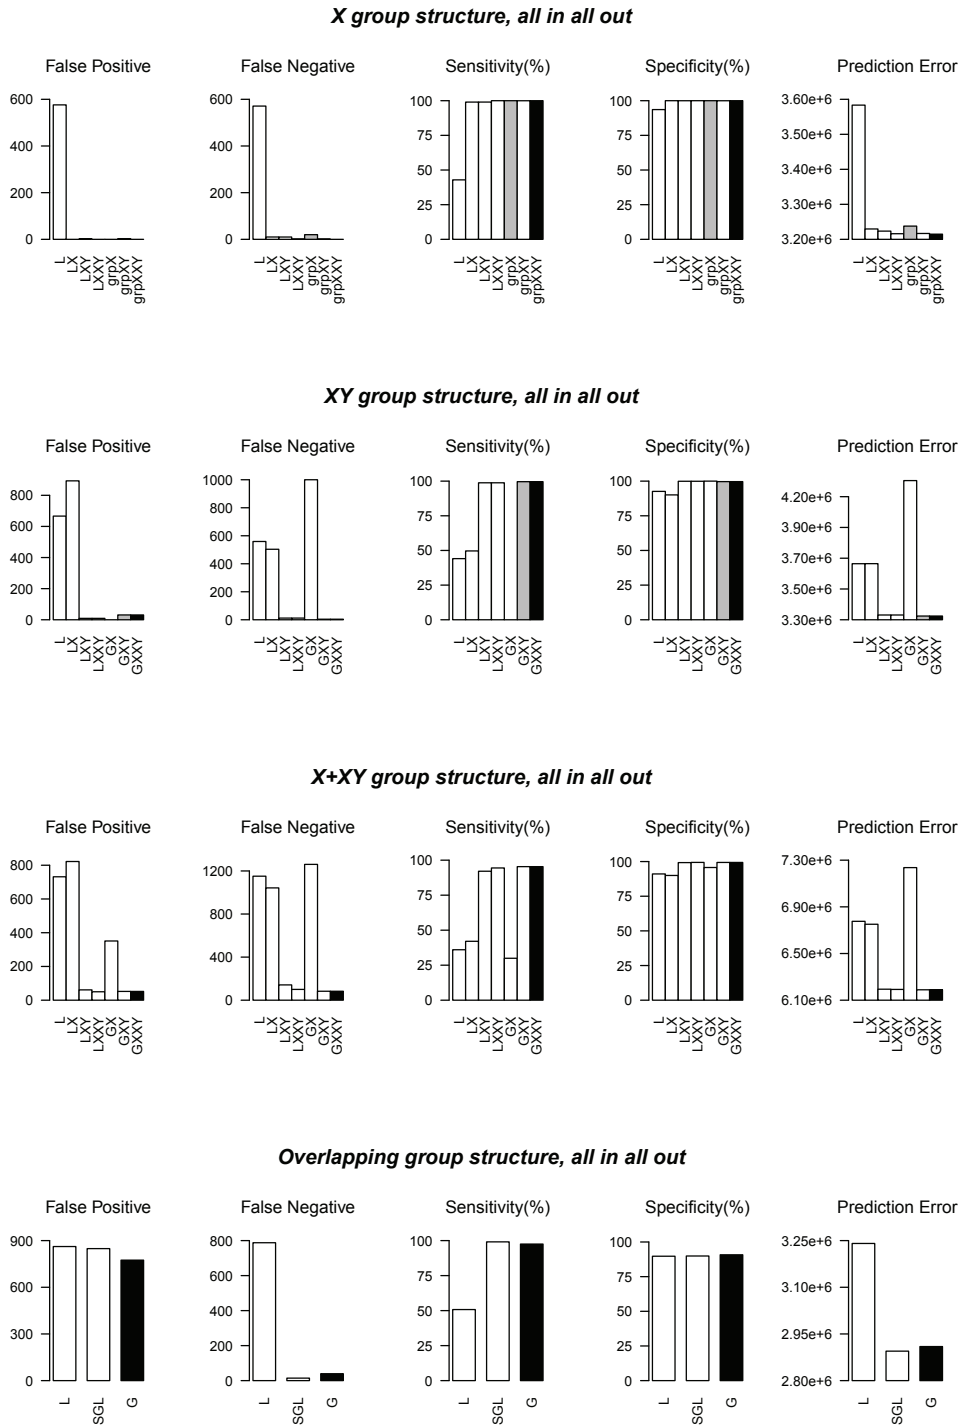 X group structure, all in all out
False Positive False Negative Sensitivity(%) Specificity(%) Prediction Error
600 400 200 0
L LX LXY LXXY grpX grpXY grpXXY
600 400 200 0
L LX LXY LXXY grpX grpXY grpXXY
100 75 50 25 0
L LX LXY LXXY grpX grpXY grpXXY
100 75 50 25 0
L LX LXY LXXY grpX grpXY grpXXY
3.60e+6 3.50e+6 3.40e+6 3.30e+6 3.20e+6
L LX LXY LXXY grpX grpXY grpXXY
XY group structure, all in all out
False Positive False Negative Sensitivity(%) Specificity(%) Prediction Error
800 600 400 200 0
L LX LXY LXXY GX GXY GXXY
1000 800 600 400 200 0
L LX LXY LXXY GX GXY GXXY
100 75 50 25 0
L LX LXY LXXY GX GXY GXXY
100 75 50 25 0
L LX LXY LXXY GX GXY GXXY
4.20e+6 3.90e+6 3.70e+6 3.50e+6 3.30e+6
L LX LXY LXXY GX GXY GXXY
X+XY group structure, all in all out
False Positive False Negative Sensitivity(%) Specificity(%) Prediction Error
800 600 400 200 0
L LX LXY LXXY GX GXY GXXY
1200 800 400 0
L LX LXY LXXY GX GXY GXXY
100 75 50 25 0
L LX LXY LXXY GX GXY GXXY
100 75 50 25 0
L LX LXY LXXY GX GXY GXXY
7.30e+6 6.90e+6 6.50e+6 6.10e+6
L LX LXY LXXY GX GXY GXXY
Overlapping group structure, all in all out
False Positive False Negative Sensitivity(%) Specificity(%) Prediction Error
900 600 300 0
L SGL G
800 600 400 200 0
L SGL G
100 75 50 25 0
L SGL G
100 75 50 25 0
L SGL G
3.25e+6 3.10e+6 2.95e+6 2.80e+6
L SGL G